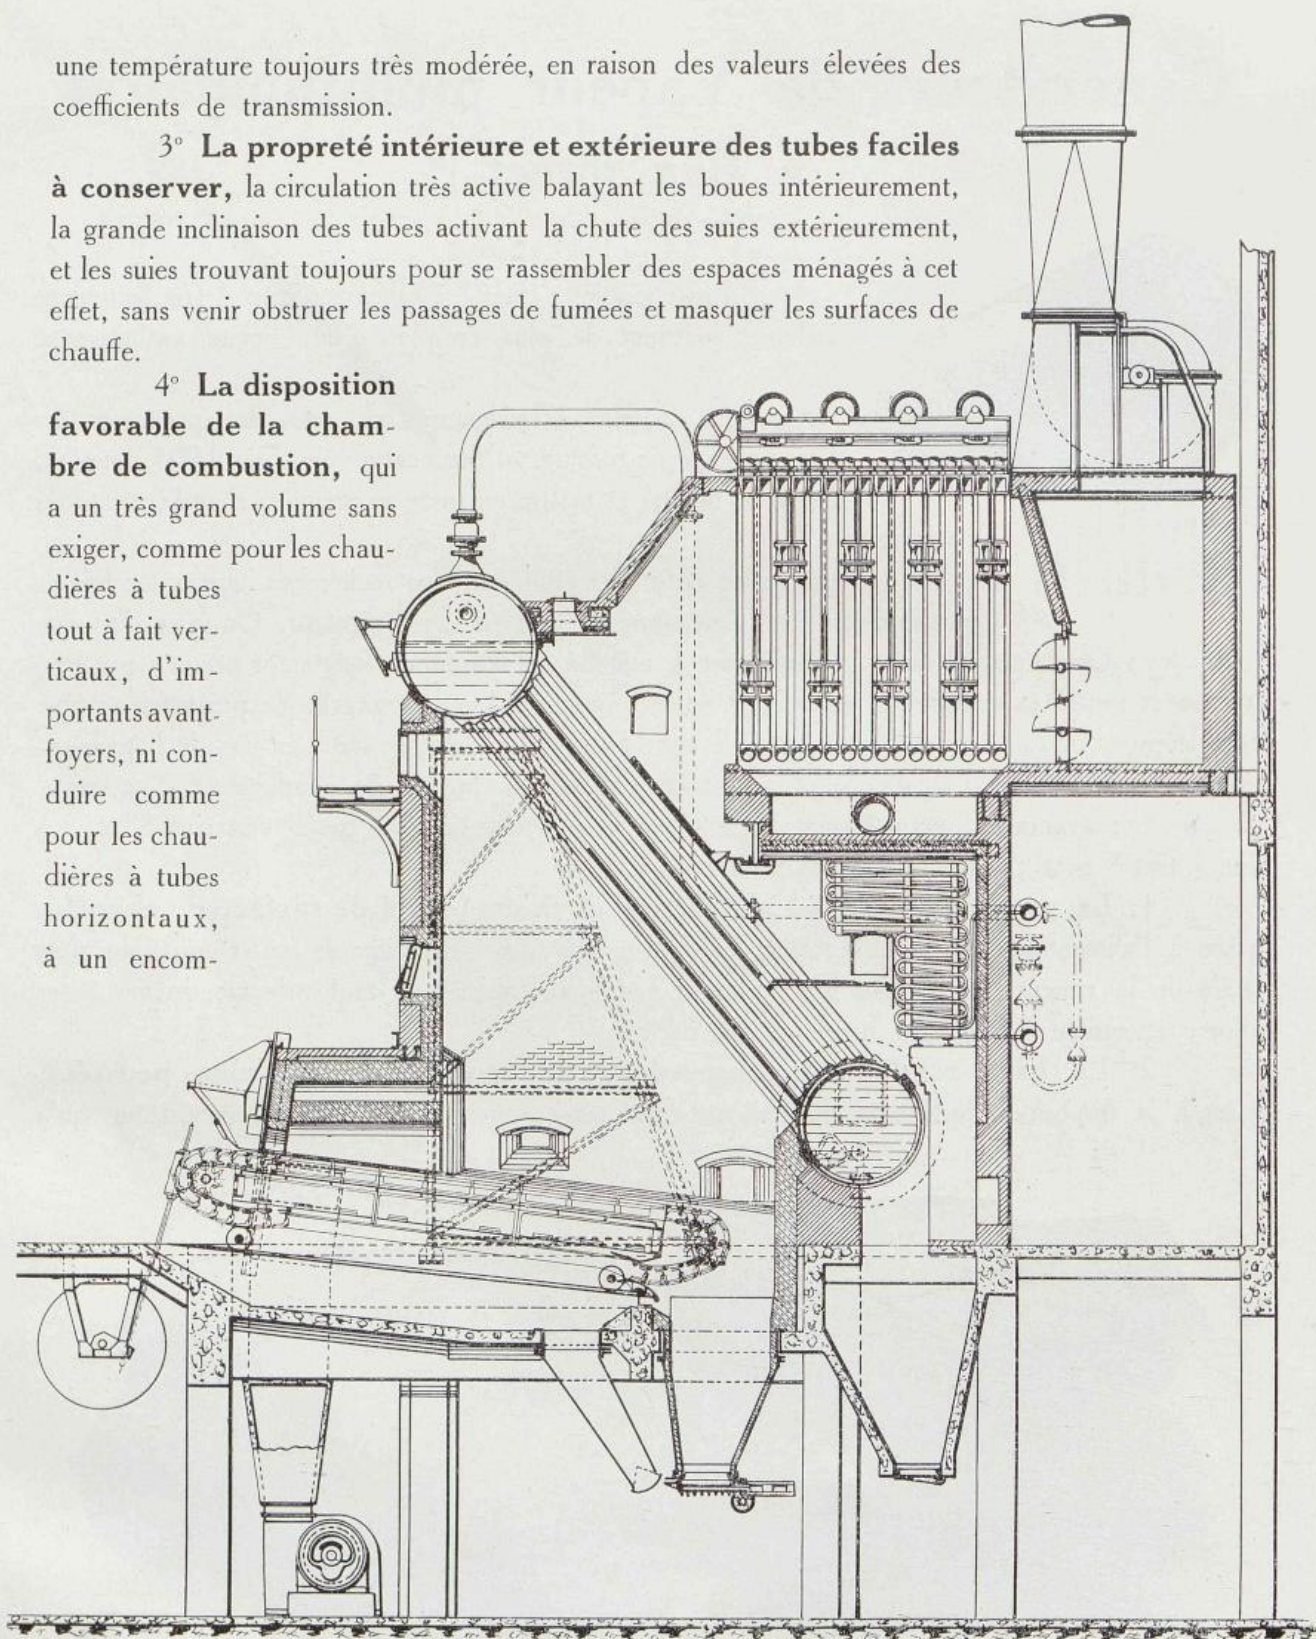 une température toujours très modérée, en raison des valeurs élevées des
coefficients de transmission.
3° La propreté intérieure et extérieure des tubes faciles
à conserver, la circulation très active balayant les boues intérieurement,
la grande inclinaison des tubes activant la chute des suies extérieurement,
et les suies trouvant toujours pour se rassembler des espaces ménagés à cet
effet, sans venir obstruer les passages de fumées et masquer les surfaces de
chauffe.
4° La disposition
favorable de la cham-
bre de combustion, qui
a un très grand volume sans
exiger, comme pour les chau-
dières à tubes
tout à fait ver-
ticaux, d'im-
portants avant-
foyers, ni con-
duire comme
pour les chau-
dières à tubes
horizontaux,
à un encom-